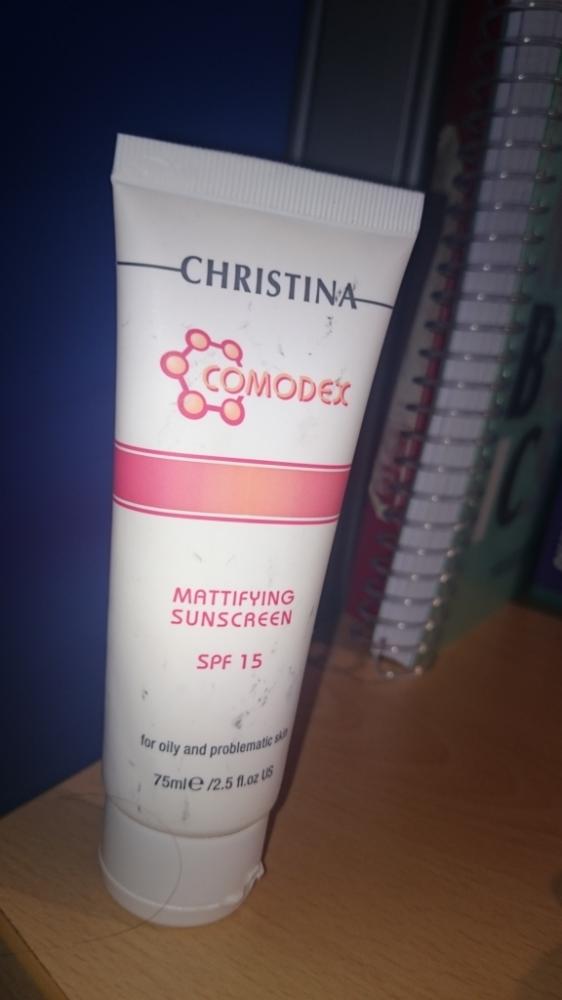 CHRISTINA
COMODEX
MATTIFYING
SUNSCREEN
SPF 15
for oily and problematic skin
75ml℮ /2.5 fl.oz US
B
C